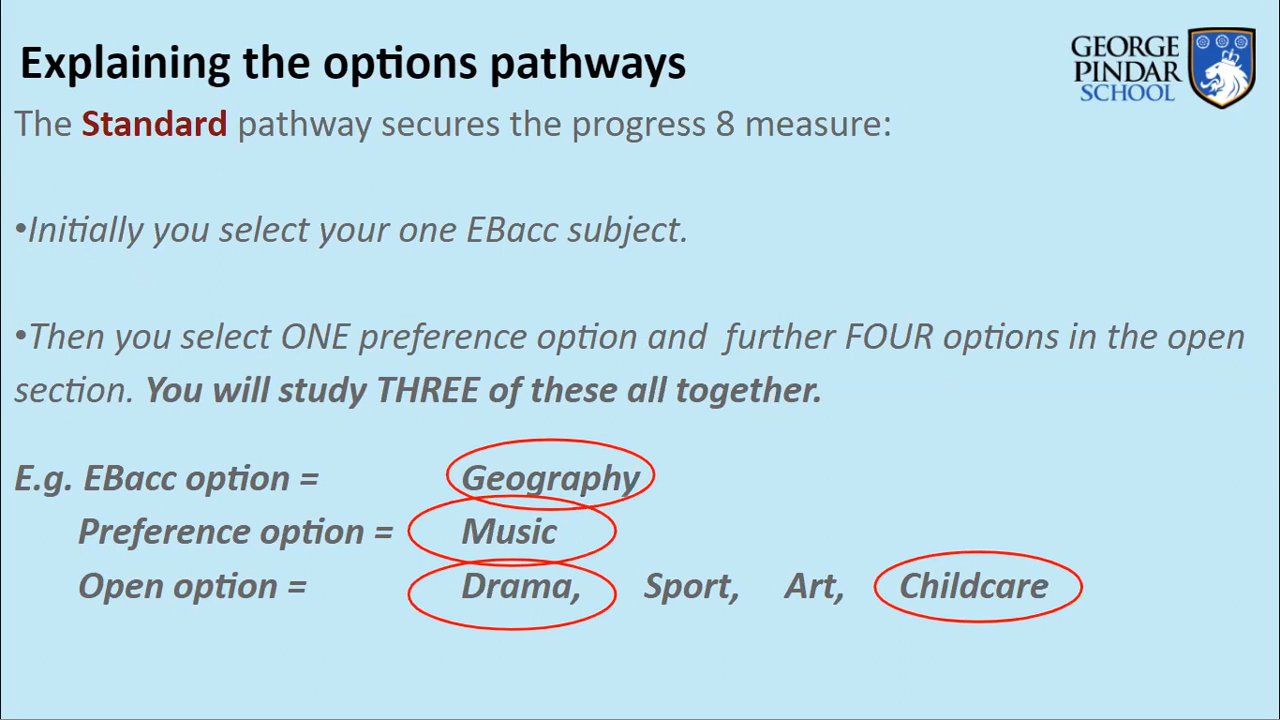 Explaining the options pathways
GEORGE
PINDAR
SCHOOL
The Standard pathway secures the progress 8 measure:
•Initially you select your one EBacc subject.
•Then you select ONE preference option and further FOUR options in the open
section. You will study THREE of these all together.
E.g. EBacc option = Geography
Preference option = Music
Open option = Drama, Sport, Art, Childcare